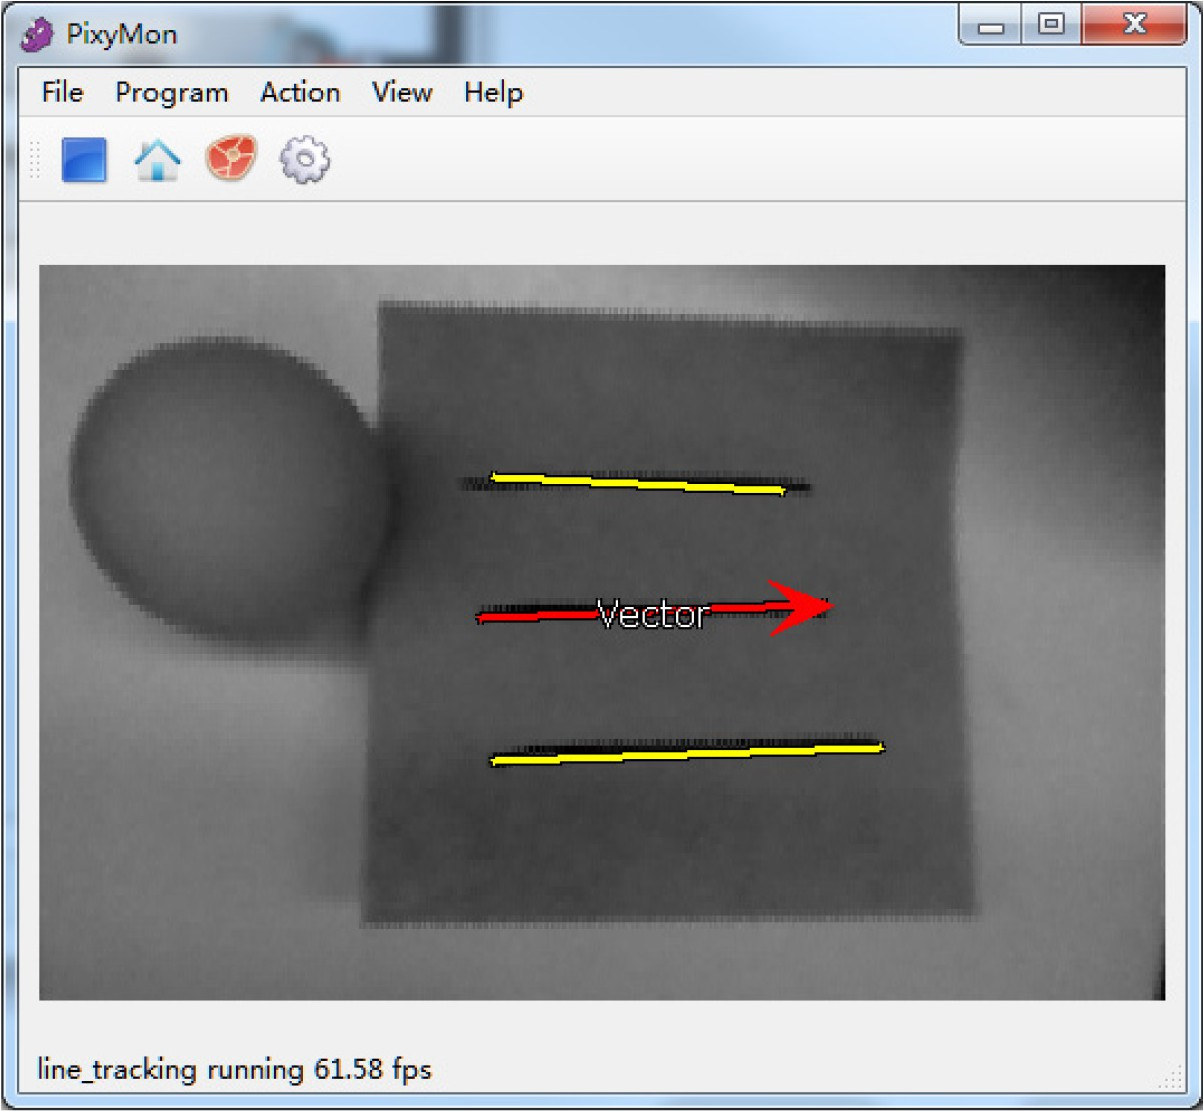 PixyMon
File Program Action View Help
Vector
line_tracking running 61.58 fps